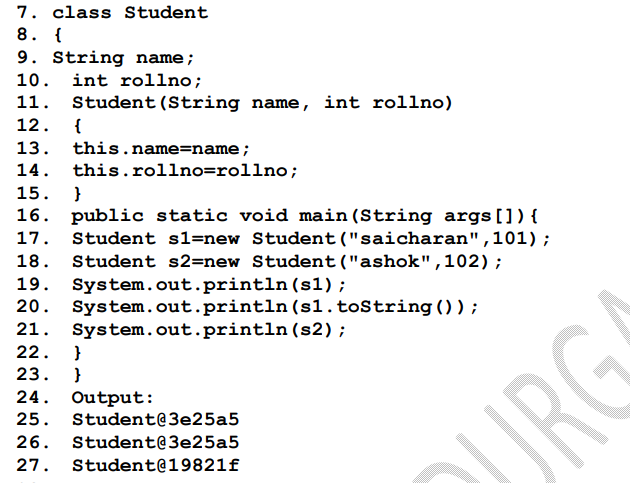 7. class Student
8. {
9. String name;
10. int rollno;
11. Student(String name, int rollno)
12. {
13. this.name=name;
14. this.rollno=rollno;
15. }
16. public static void main(String args[]){
17. Student s1=new Student("saicharan",101);
18. Student s2=new Student("ashok",102);
19. System.out.println(s1);
20. System.out.println(s1.toString());
21. System.out.println(s2);
22. }
23. }
24. Output:
25. Student@3e25a5
26. Student@3e25a5
27. Student@19821f